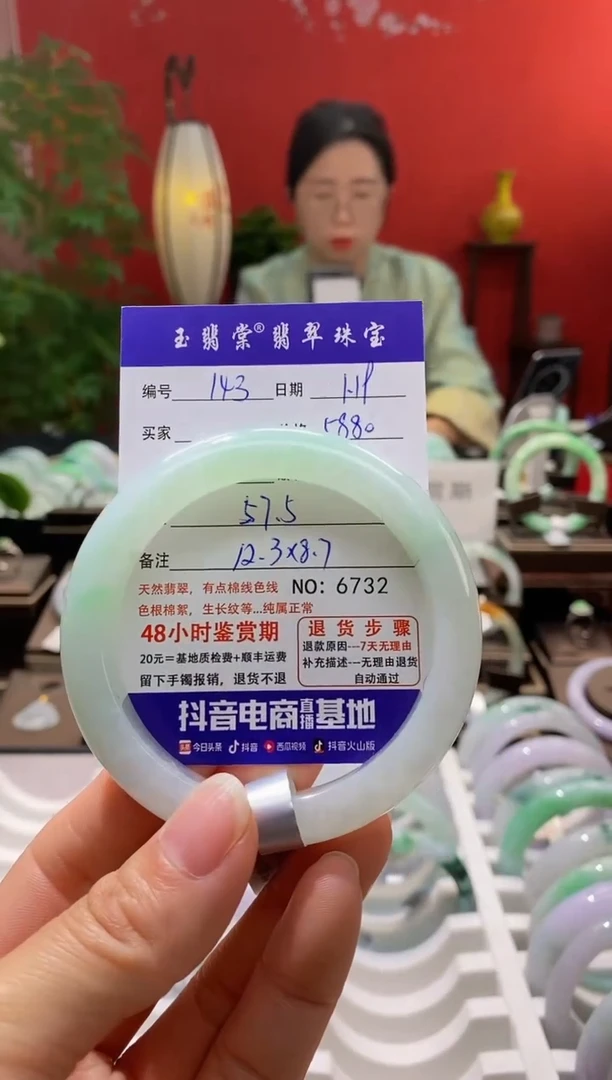 玉翡棠®翡翠珠宝
编号 143 日期 1.19
买家 5880
57.5
备注 12.3x8.7
天然翡翠，有点棉线色线 NO：6732
色根棉絮，生长纹等...纯属正常
48小时鉴赏期
20元=基地质检费+顺丰运费
留下手镯报销，退货不退
退货步骤
退款原因---7天无理由
补充描述---无理由退货
自动通过
抖音电商直播基地
今日头条 抖音 西瓜视频 抖音火山版